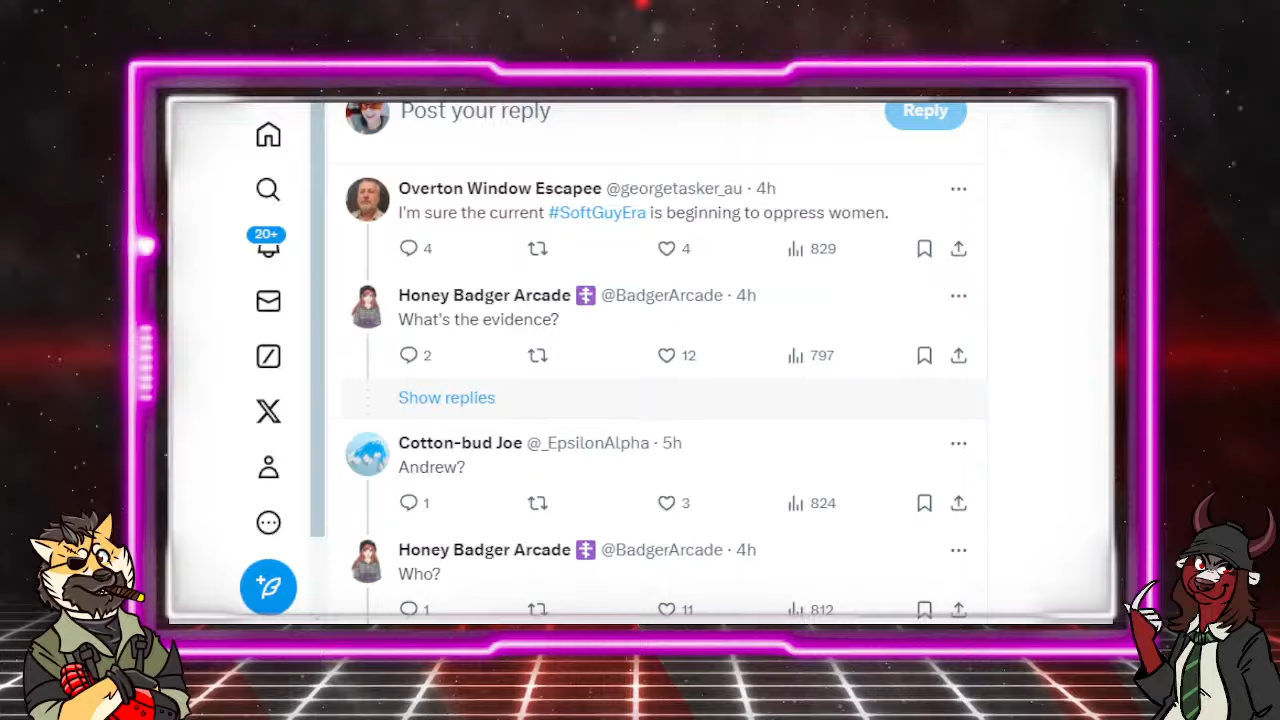 Post your reply
Reply
Overton Window Escapee @georgetasker_au · 4h
I'm sure the current #SoftGuyEra is beginning to oppress women.
4 4 829
20+
Honey Badger Arcade @BadgerArcade · 4h
What's the evidence?
2 12 797
Show replies
Cotton-bud Joe @_EpsilonAlpha · 5h
Andrew?
1 3 824
Honey Badger Arcade @BadgerArcade · 4h
Who?
1 11 812